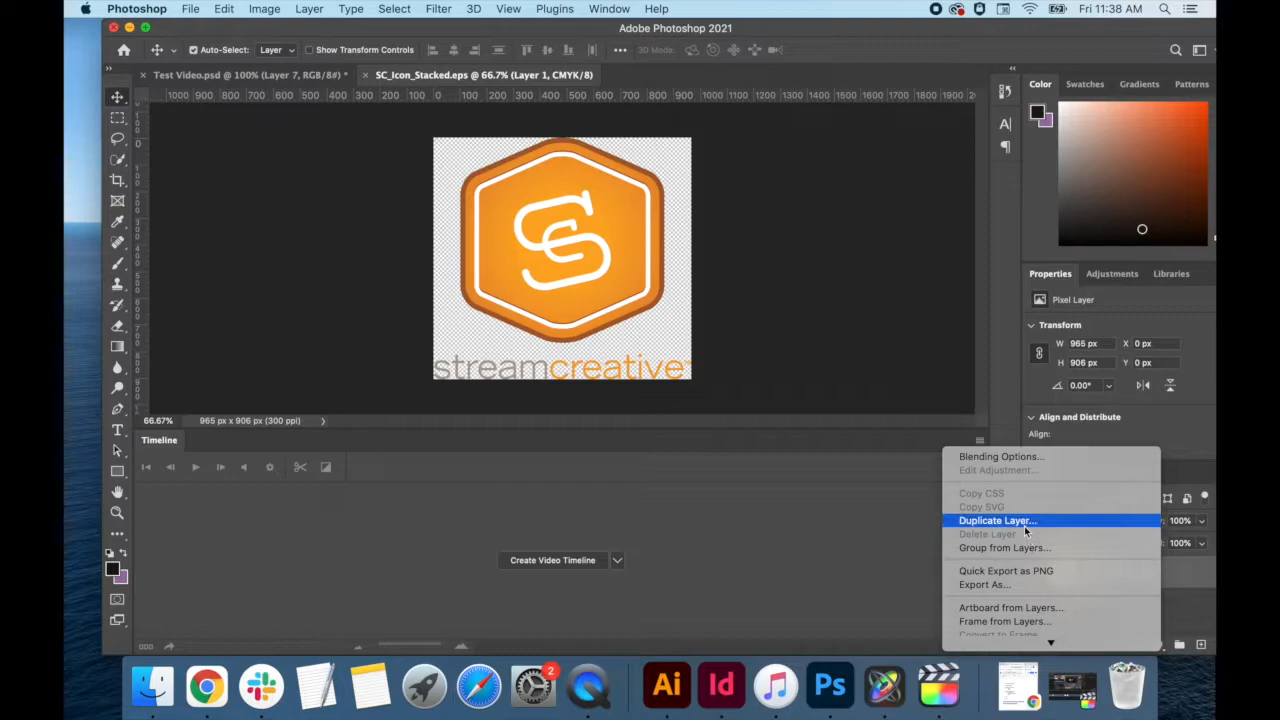 Photoshop File Edit Image Layer Type Select Filter 3D View Plugins Window Help Fri 11:38 AM
Adobe Photoshop 2021
Auto-Select: Layer Show Transform Controls 3D Mode:
Test Video.psd @ 100% (Layer 7, RGB/8#) * SC_Icon_Stacked.eps @ 66.7% (Layer 1, CMYK/8)
1000 900 800 700 600 500 400 300 200 100 0 100 200 300 400 500 600 700 800 900 1000 1100 1200 1300 1400 1500 1600 1700 1800 1900
Color Swatches Gradients Patterns
streamcreative
Properties Adjustments Libraries
Pixel Layer
Transform
W 965 px X 0 px
H 906 px Y 0 px
0.00°
Align and Distribute
Align:
66.67% 965 px x 906 px (300 ppi)
Timeline
Create Video Timeline
Blending Options...
Edit Adjustment...
Copy CSS
Copy SVG
Duplicate Layer...
Delete Layer
Group from Layers...
Quick Export as PNG
Export As...
Artboard from Layers...
Frame from Layers...
Convert to Frame
100%
100%
2
Ai Id Ps